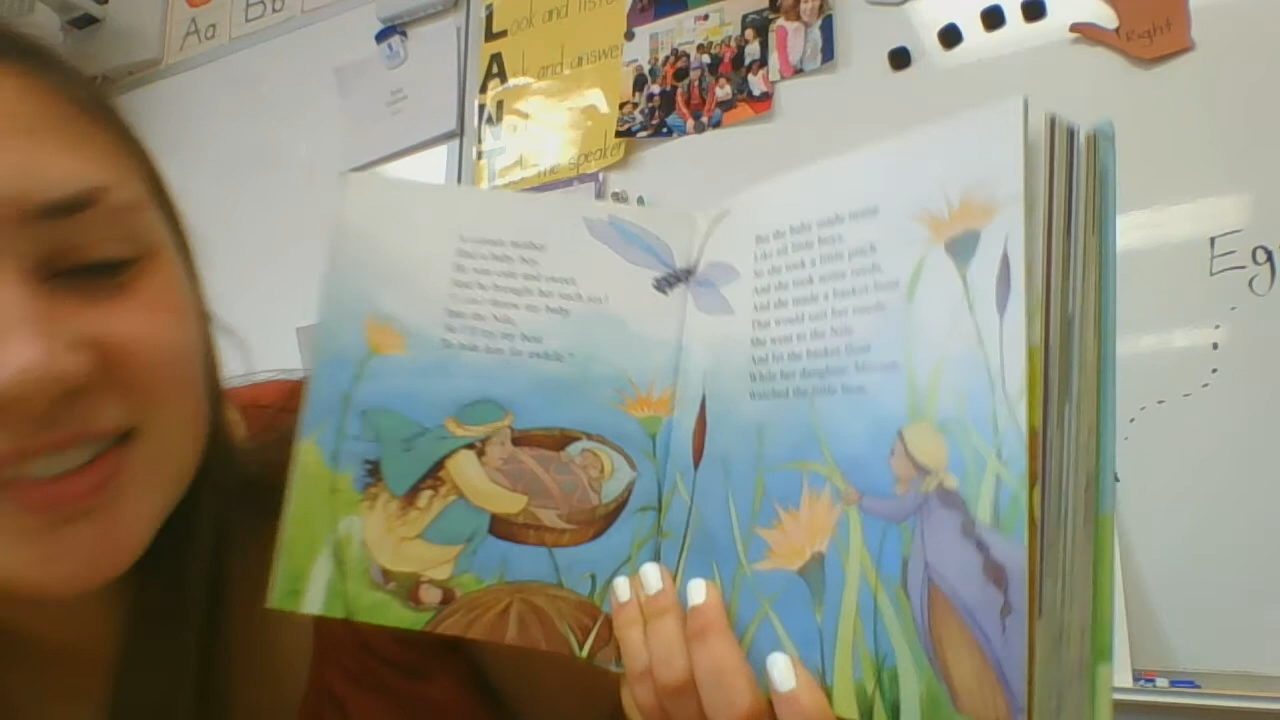 Aa
Bb
Look and listen
A and answer
N
T the speaker
Right
Eg
A certain mother
Had a baby boy.
He was cute and sweet,
And he brought her such joy!
throw my baby
Into the Nile,
So I'll try my best
To hide him for awhile."
But the baby made noise
Like all little boys,
So she took a little pitch
And she took some reeds,
And she made a basket-boat
That would suit her needs.
She went to the Nile
And let the basket float
While her daughter, Miriam,
Watched the little boat.